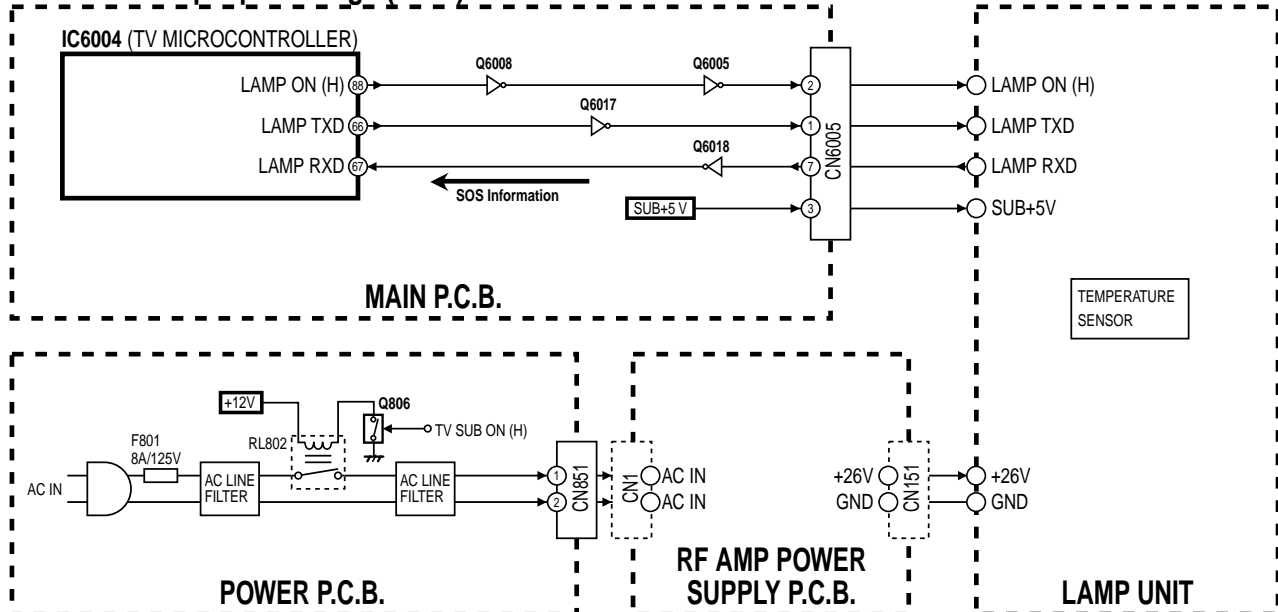 IC6004 (TV MICROCONTROLLER)
LAMP ON (H) 88
Q6008
Q6005
2
LAMP ON (H)
LAMP TXD 66
Q6017
1
LAMP TXD
LAMP RXD 67
Q6018
7
LAMP RXD
SOS Information
SUB+5 V
3
SUB+5V
CN6005
MAIN P.C.B.
TEMPERATURE
SENSOR
+12V
Q806
TV SUB ON (H)
F801
8A/125V
RL802
AC IN
AC LINE
FILTER
AC LINE
FILTER
1
2
CN851
CN1
AC IN
AC IN
+26V
GND
CN151
+26V
GND
POWER P.C.B.
RF AMP POWER
SUPPLY P.C.B.
LAMP UNIT